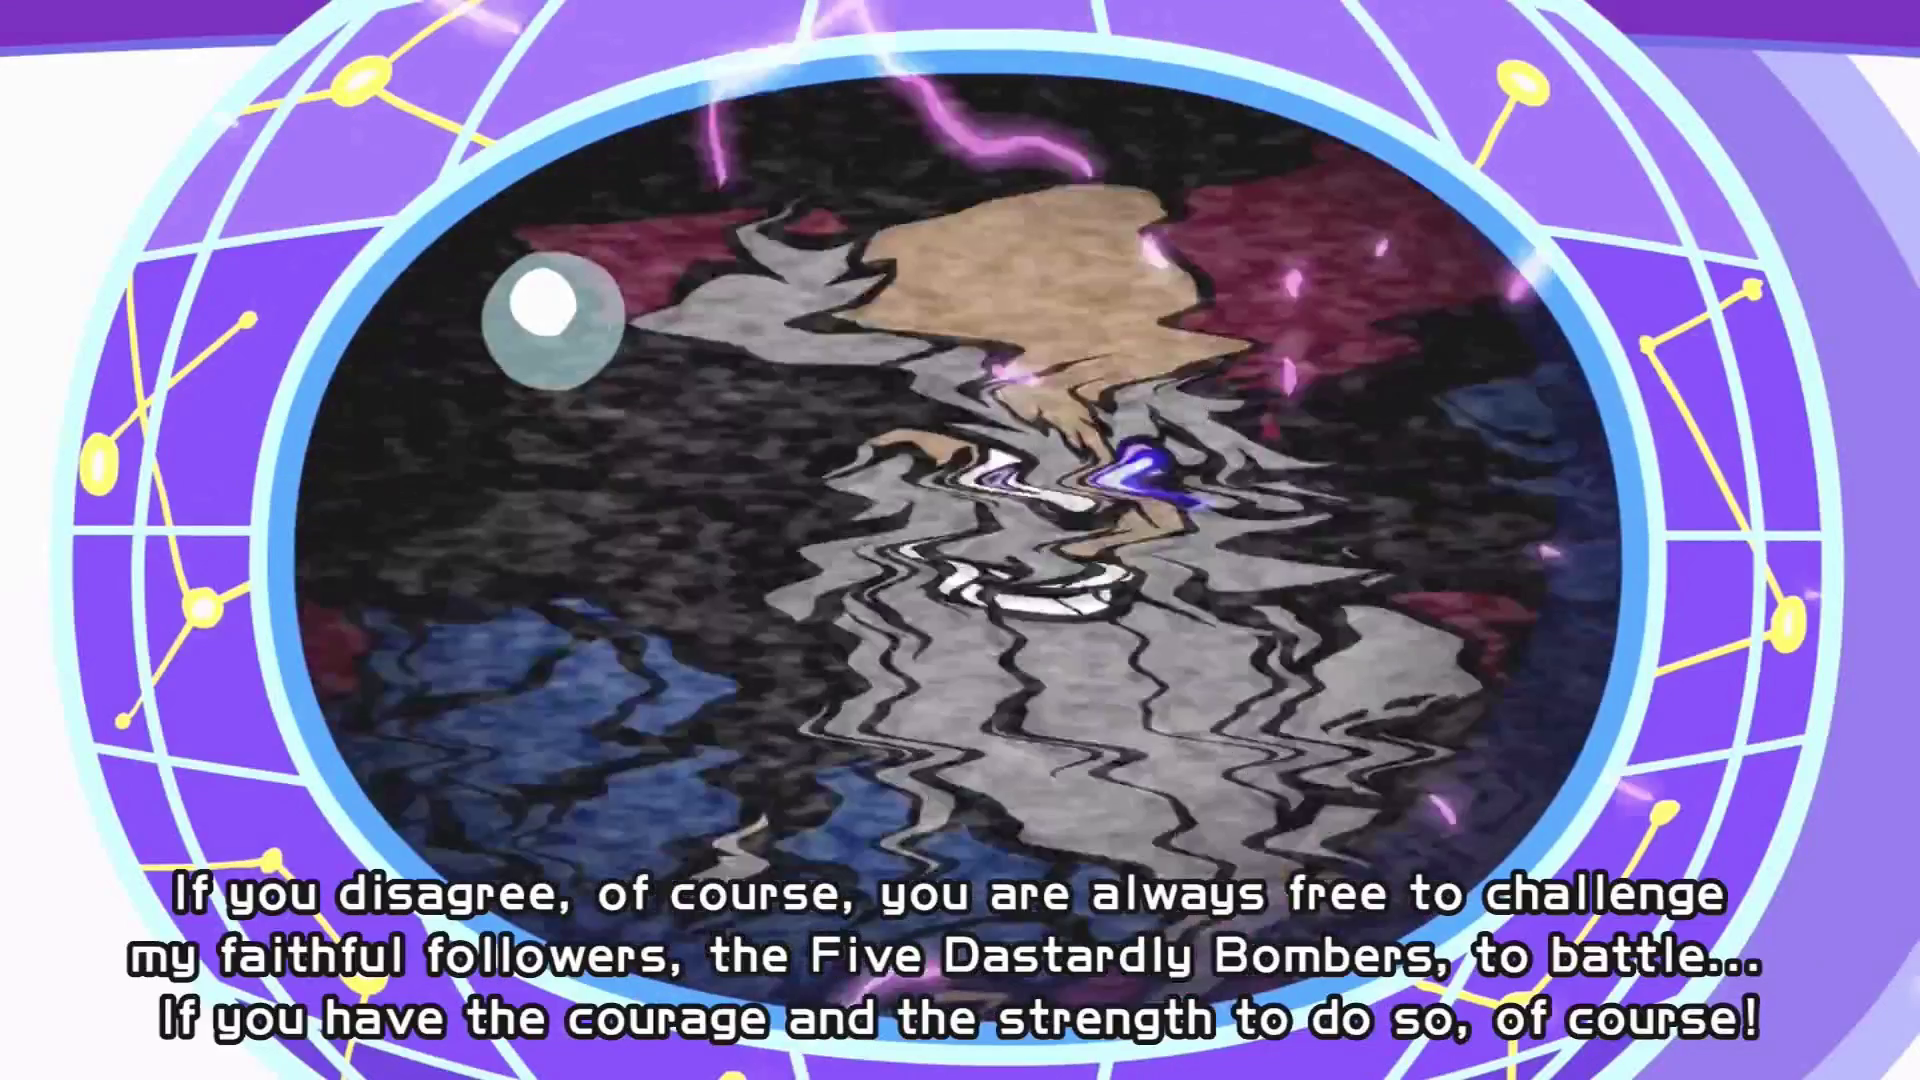 If you disagree, of course, you are always free to challenge
my faithful followers, the Five Dastardly Bombers, to battle...
If you have the courage and the strength to do so, of course!